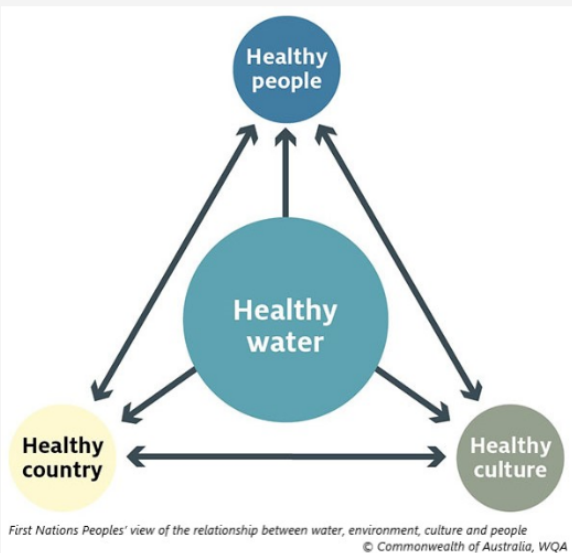 Healthy
people
Healthy
water
Healthy
country
Healthy
culture
First Nations Peoples' view of the relationship between water, environment, culture and people
© Commonwealth of Australia, WQA